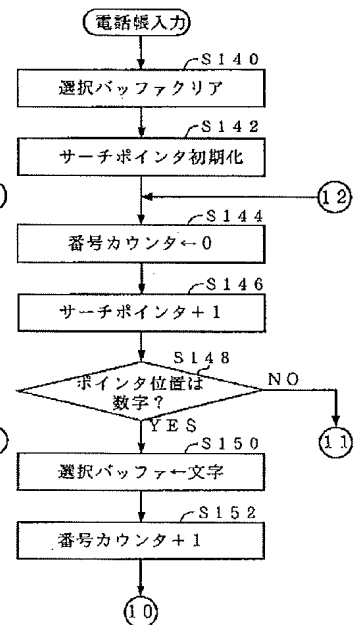 電話帳入力
S140
選択バッファクリア
S142
サーチポインタ初期化
12
S144
番号カウンタ←0
S146
サーチポインタ+1
S148
ポインタ位置は
数字?
NO
YES
11
S150
選択バッファ←文字
S152
番号カウンタ+1
10